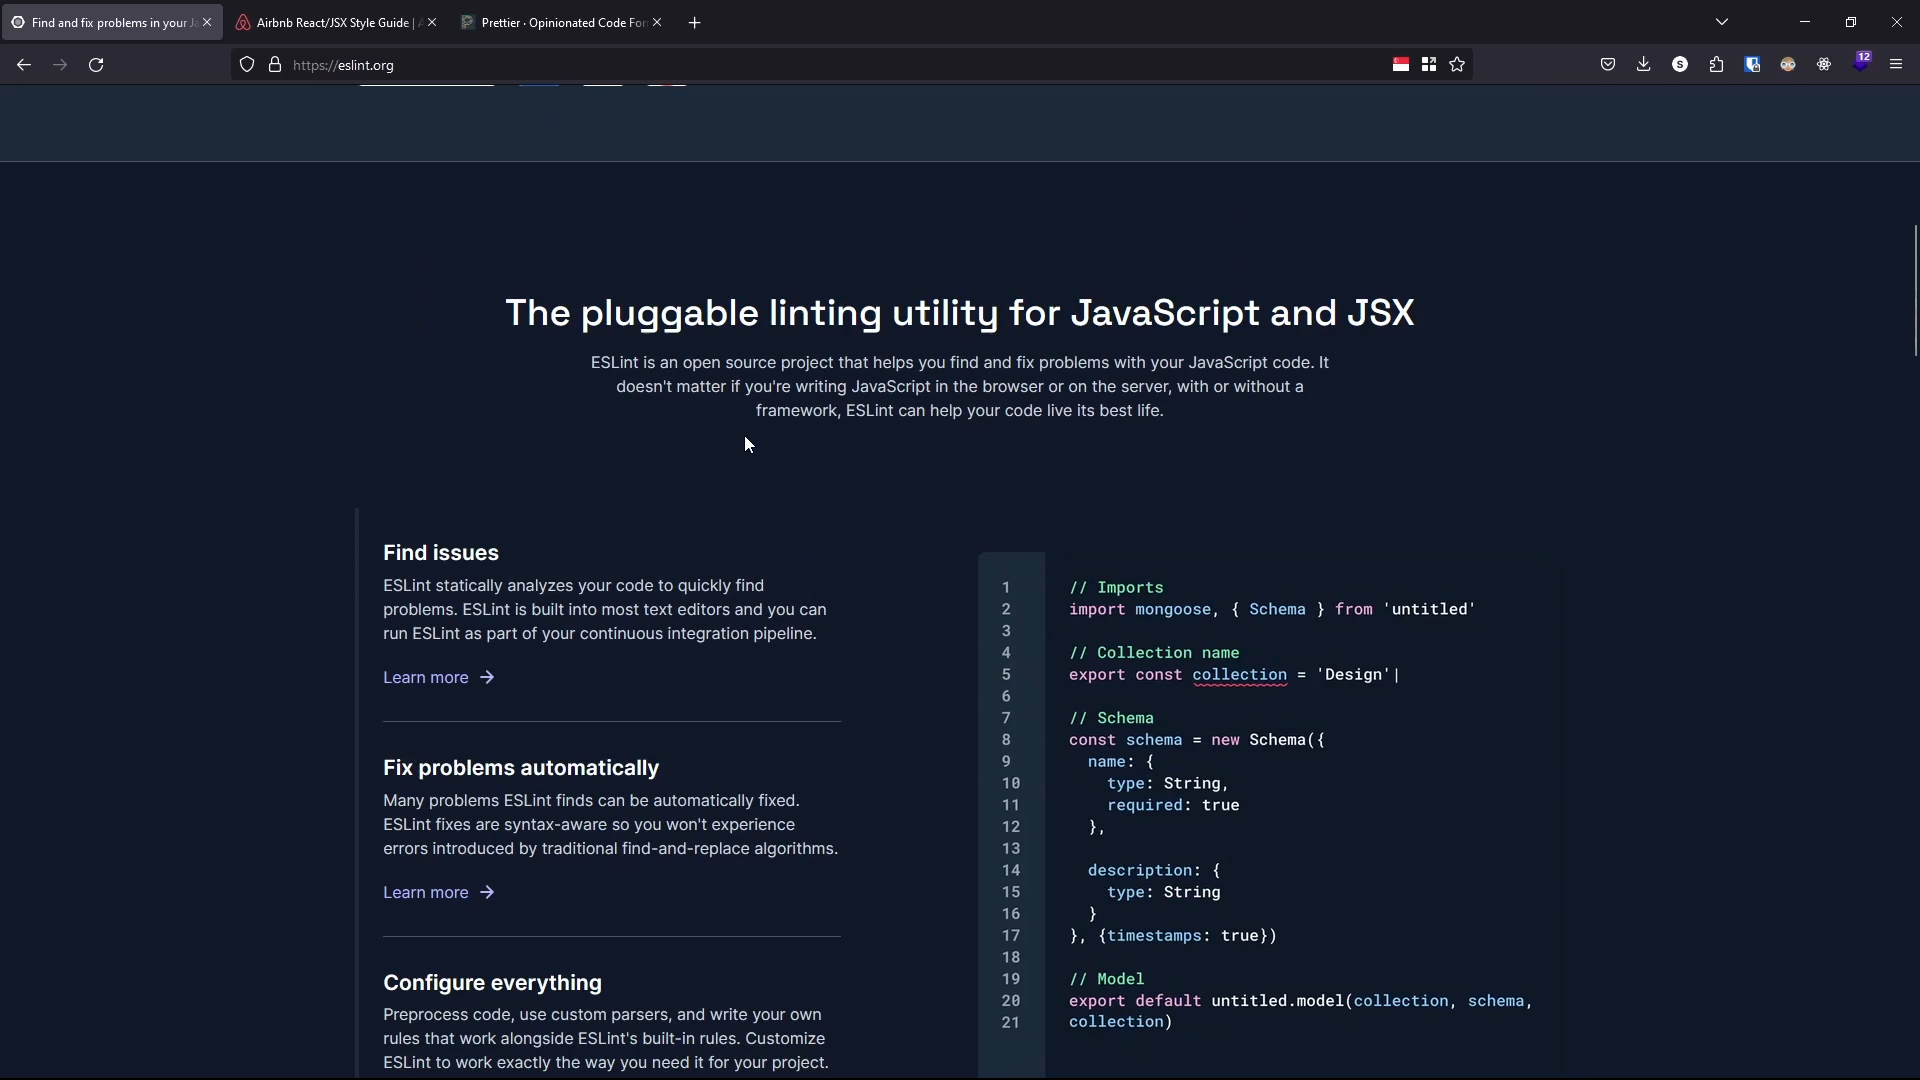 Find and fix problems in your Ja
Airbnb React/JSX Style Guide | A
Prettier · Opinionated Code For
https://eslint.org
S
12
The pluggable linting utility for JavaScript and JSX
ESLint is an open source project that helps you find and fix problems with your JavaScript code. It
doesn't matter if you're writing JavaScript in the browser or on the server, with or without a
framework, ESLint can help your code live its best life.
Find issues
ESLint statically analyzes your code to quickly find
problems. ESLint is built into most text editors and you can
run ESLint as part of your continuous integration pipeline.
Learn more →
Fix problems automatically
Many problems ESLint finds can be automatically fixed.
ESLint fixes are syntax-aware so you won't experience
errors introduced by traditional find-and-replace algorithms.
Learn more →
Configure everything
Preprocess code, use custom parsers, and write your own
rules that work alongside ESLint's built-in rules. Customize
ESLint to work exactly the way you need it for your project.
1 // Imports
2 import mongoose, { Schema } from 'untitled'
3
4 // Collection name
5 export const collection = 'Design'|
6
7 // Schema
8 const schema = new Schema({
9 name: {
10 type: String,
11 required: true
12 },
13
14 description: {
15 type: String
16 }
17 }, {timestamps: true})
18
19 // Model
20 export default untitled.model(collection, schema,
21 collection)